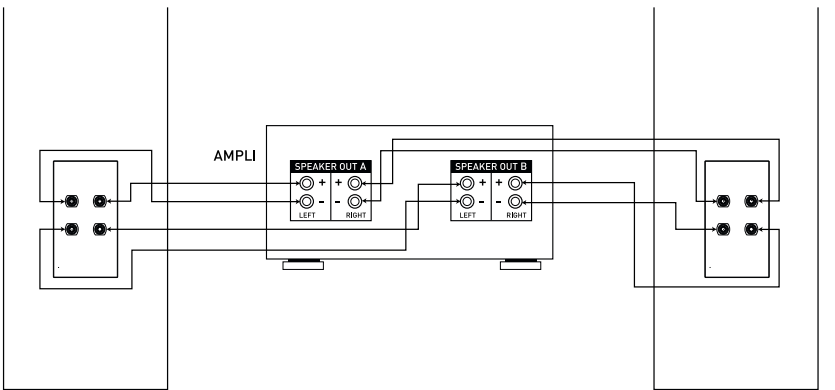 AMPLI
SPEAKER OUT A
+ +
- -
LEFT RIGHT
SPEAKER OUT B
+ +
- -
LEFT RIGHT